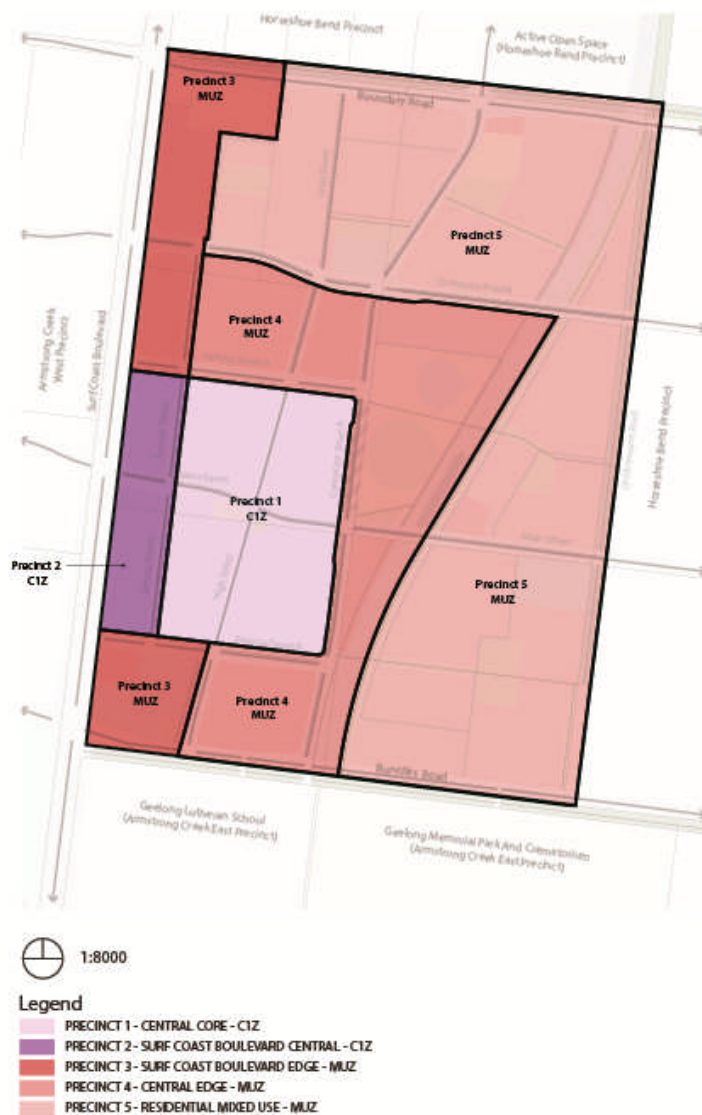 Horseshoe Bend Precinct
Active Open Space
(Horseshoe Bend Precinct)
Precinct 3
MUZ
Boundary Road
Precinct 5
MUZ
Precinct 4
MUZ
Armstrong Creek
West Precinct
Surf Coast Boulevard
Horseshoe Bend Precinct
Precinct 1
C1Z
Precinct 2
C1Z
Precinct 5
MUZ
Precinct 3
MUZ
Precinct 4
MUZ
Burvilles Road
Geelong Lutheran School
(Armstrong Creek East Precinct)
Geelong Memorial Park And Crematorium
(Armstrong Creek East Precinct)
1:8000
Legend
PRECINCT 1 - CENTRAL CORE - C1Z
PRECINCT 2 - SURF COAST BOULEVARD CENTRAL - C1Z
PRECINCT 3 - SURF COAST BOULEVARD EDGE - MUZ
PRECINCT 4 - CENTRAL EDGE - MUZ
PRECINCT 5 - RESIDENTIAL MIXED USE - MUZ